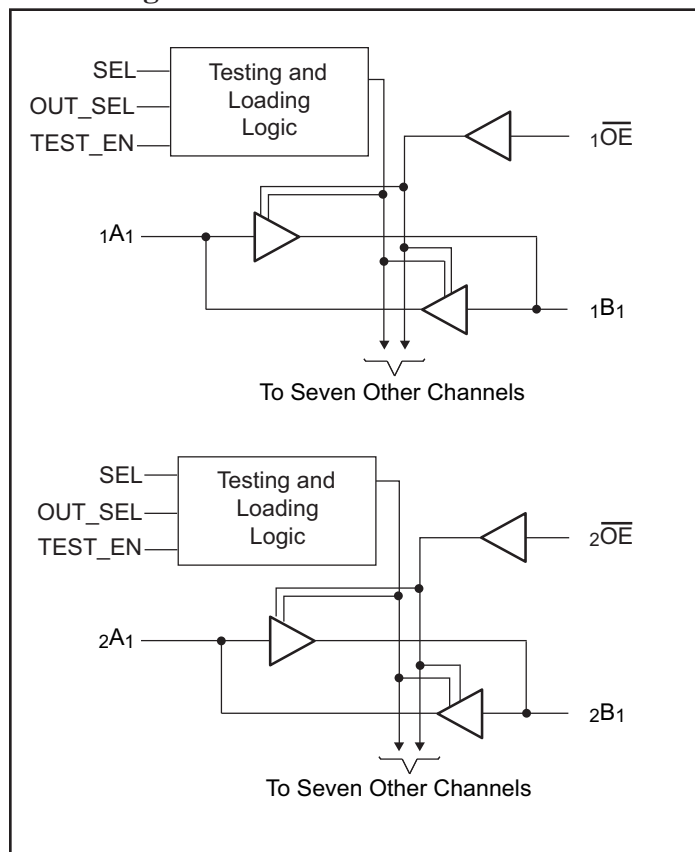 SEL
OUT_SEL
TEST_EN
Testing and
Loading
Logic
1OE
1A1
1B1
To Seven Other Channels
SEL
OUT_SEL
TEST_EN
Testing and
Loading
Logic
2OE
2A1
2B1
To Seven Other Channels